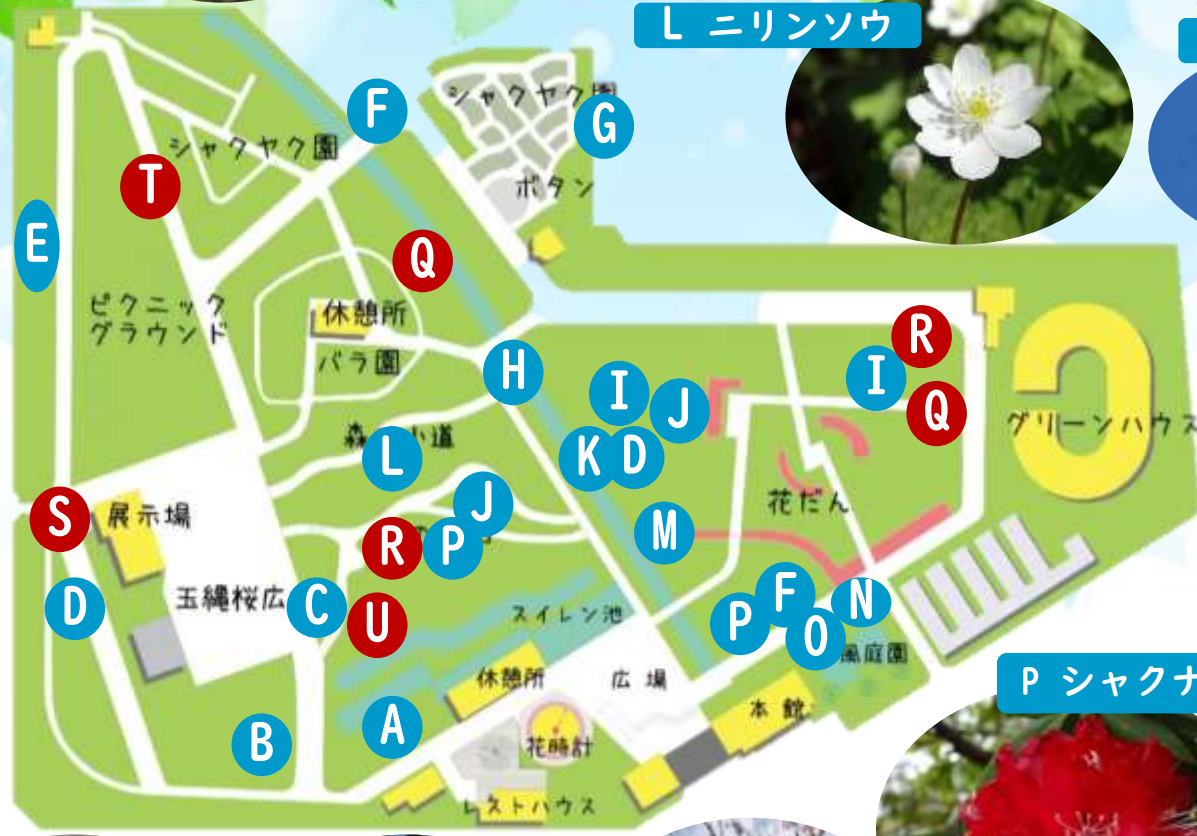 L ニリンソウ
F
シャクヤク園
G
シャクヤク園
ボタン
T
E
Q
ピクニック
グラウンド
休憩所
バラ園
H
I
J
R
I
Q
グリーンハウス
森
小道
L
K
D
J
花だん
S
展示場
R
P
M
D
玉縄桜広
C
U
スイレン池
P
F
N
O
風庭園
休憩所
広場
P シャクナ
本館
B
A
花時計
レストハウス